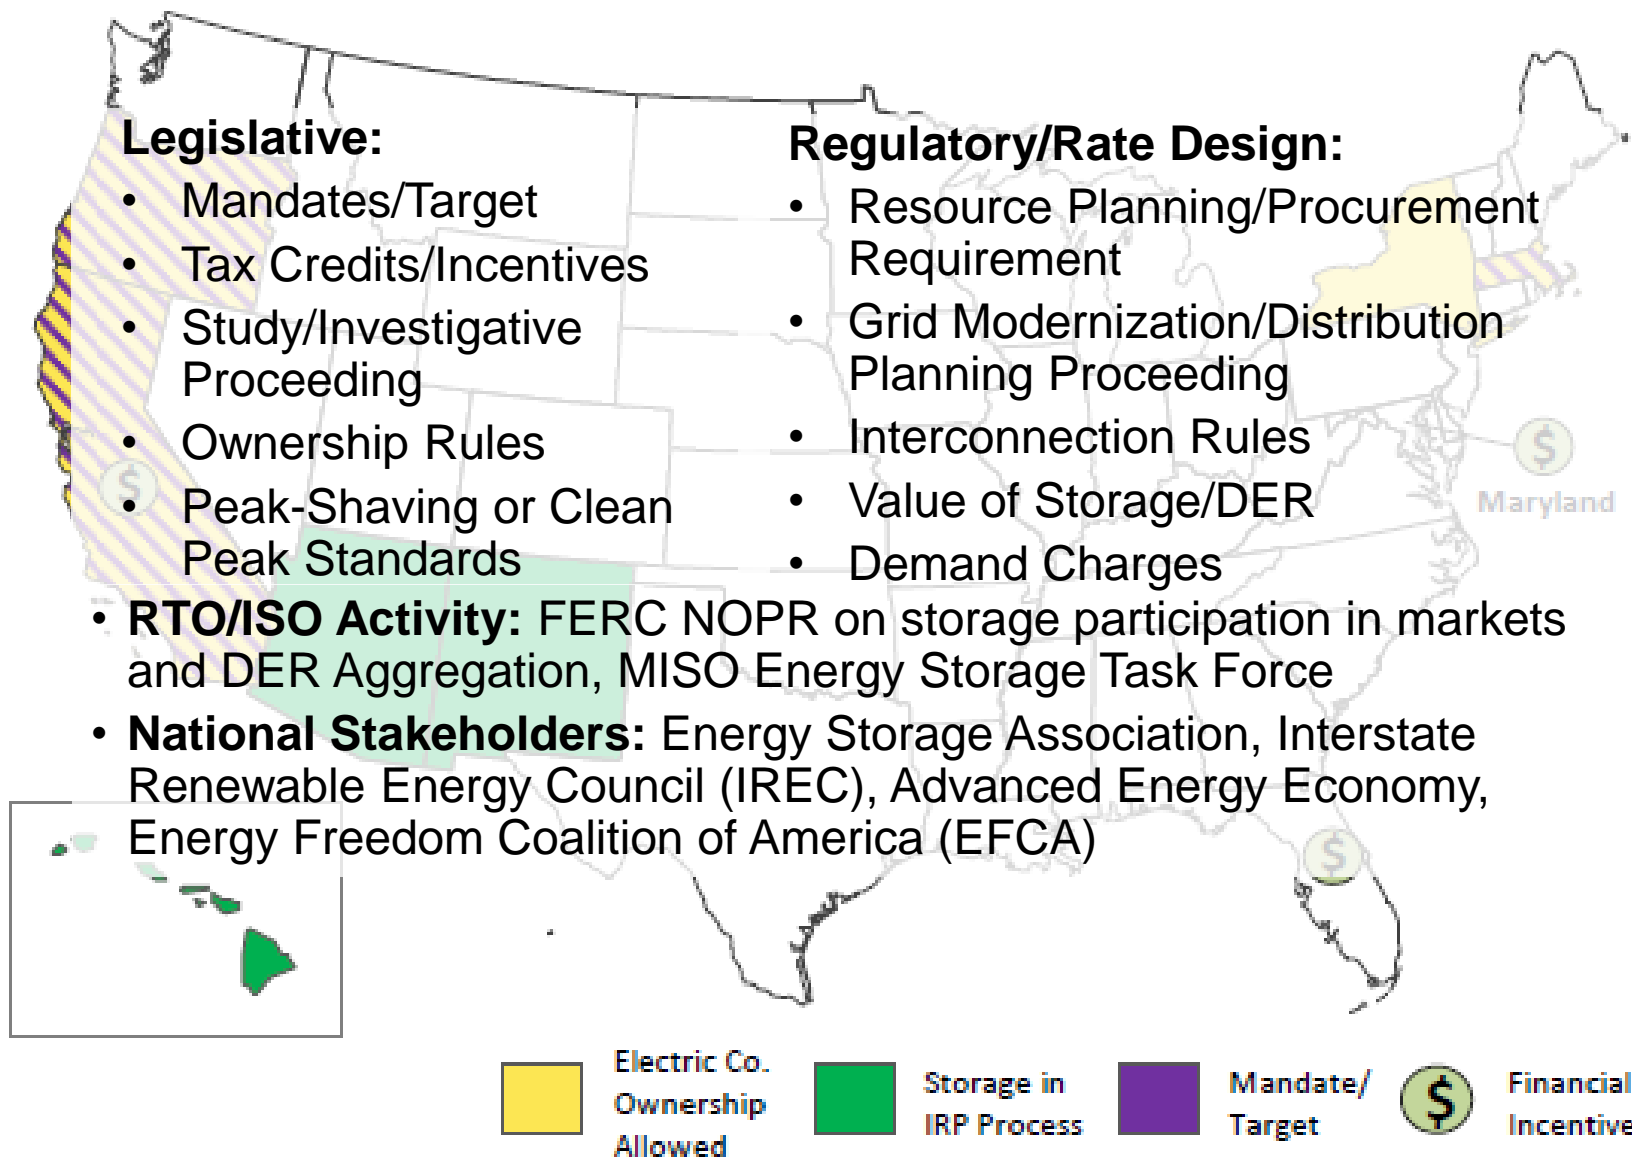 Legislative:
• Mandates/Target
• Tax Credits/Incentives
• Study/Investigative
Proceeding
• Ownership Rules
• Peak-Shaving or Clean
Peak Standards
Regulatory/Rate Design:
• Resource Planning/Procurement
Requirement
• Grid Modernization/Distribution
Planning Proceeding
• Interconnection Rules
• Value of Storage/DER
• Demand Charges
• RTO/ISO Activity: FERC NOPR on storage participation in markets
and DER Aggregation, MISO Energy Storage Task Force
• National Stakeholders: Energy Storage Association, Interstate
Renewable Energy Council (IREC), Advanced Energy Economy,
Energy Freedom Coalition of America (EFCA)
$
$
Maryland
$
Electric Co.
Ownership
Allowed
Storage in
IRP Process
Mandate/
Target
$
Financial
Incentive